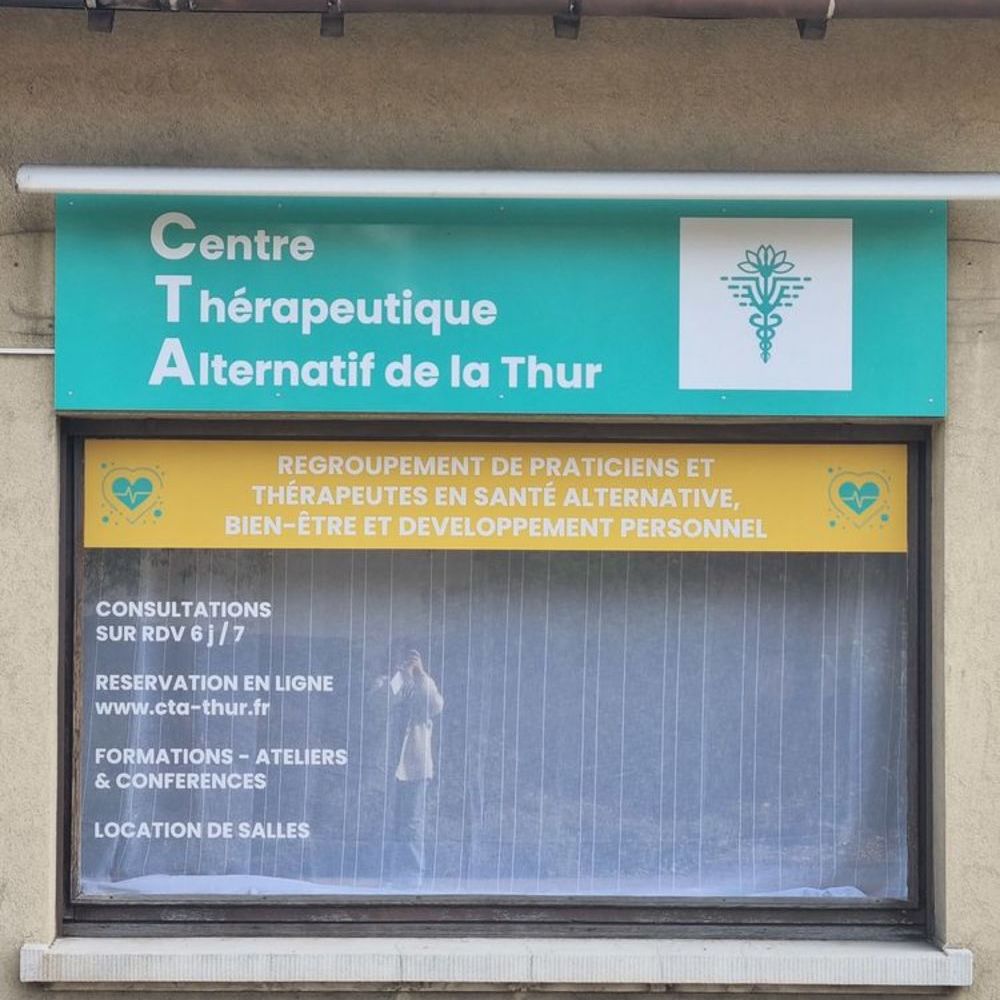 Centre
Thérapeutique
Alternatif de la Thur
REGROUPEMENT DE PRATICIENS ET
THÉRAPEUTES EN SANTÉ ALTERNATIVE,
BIEN-ÊTRE ET DEVELOPPEMENT PERSONNEL
CONSULTATIONS
SUR RDV 6 j / 7
RESERVATION EN LIGNE
www.cta-thur.fr
FORMATIONS - ATELIERS
& CONFERENCES
LOCATION DE SALLES